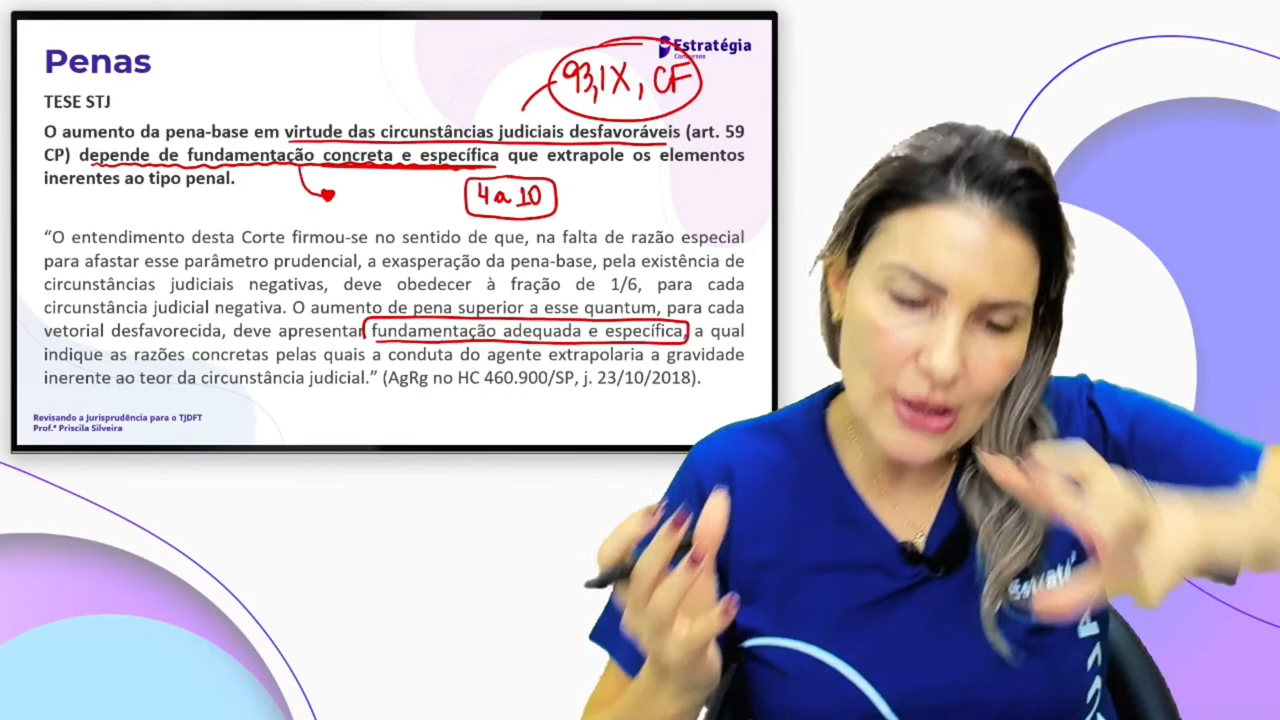 Penas
Estratégia
Concursos
93, IX, CF
TESE STJ
O aumento da pena-base em virtude das circunstâncias judiciais desfavoráveis (art. 59
CP) depende de fundamentação concreta e específica que extrapole os elementos
inerentes ao tipo penal.
4 a 10
“O entendimento desta Corte firmou-se no sentido de que, na falta de razão especial
para afastar esse parâmetro prudencial, a exasperação da pena-base, pela existência de
circunstâncias judiciais negativas, deve obedecer à fração de 1/6, para cada
circunstância judicial negativa. O aumento de pena superior a esse quantum, para cada
vetorial desfavorecida, deve apresentar fundamentação adequada e específica, a qual
indique as razões concretas pelas quais a conduta do agente extrapolaria a gravidade
inerente ao teor da circunstância judicial.” (AgRg no HC 460.900/SP, j. 23/10/2018).
Revisando a Jurisprudência para o TJDFT
Prof.ª Priscila Silveira